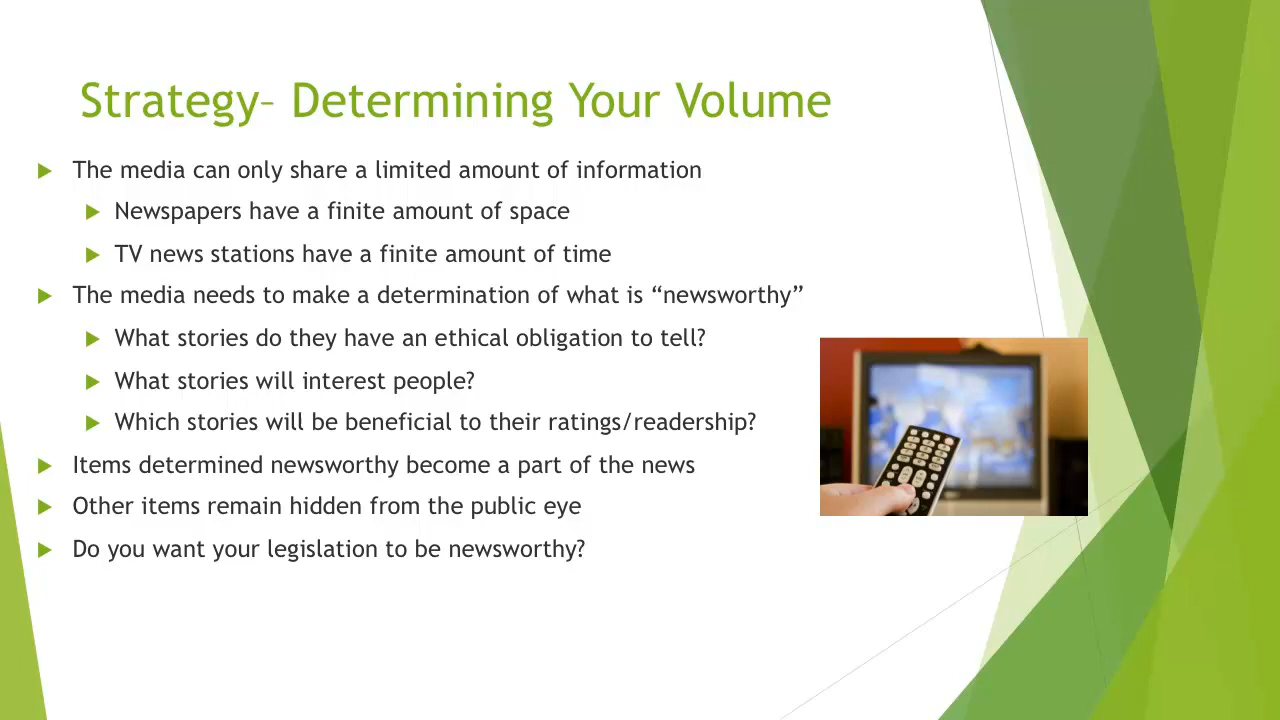 Strategy– Determining Your Volume
The media can only share a limited amount of information
Newspapers have a finite amount of space
TV news stations have a finite amount of time
The media needs to make a determination of what is “newsworthy”
What stories do they have an ethical obligation to tell?
What stories will interest people?
Which stories will be beneficial to their ratings/readership?
Items determined newsworthy become a part of the news
Other items remain hidden from the public eye
Do you want your legislation to be newsworthy?